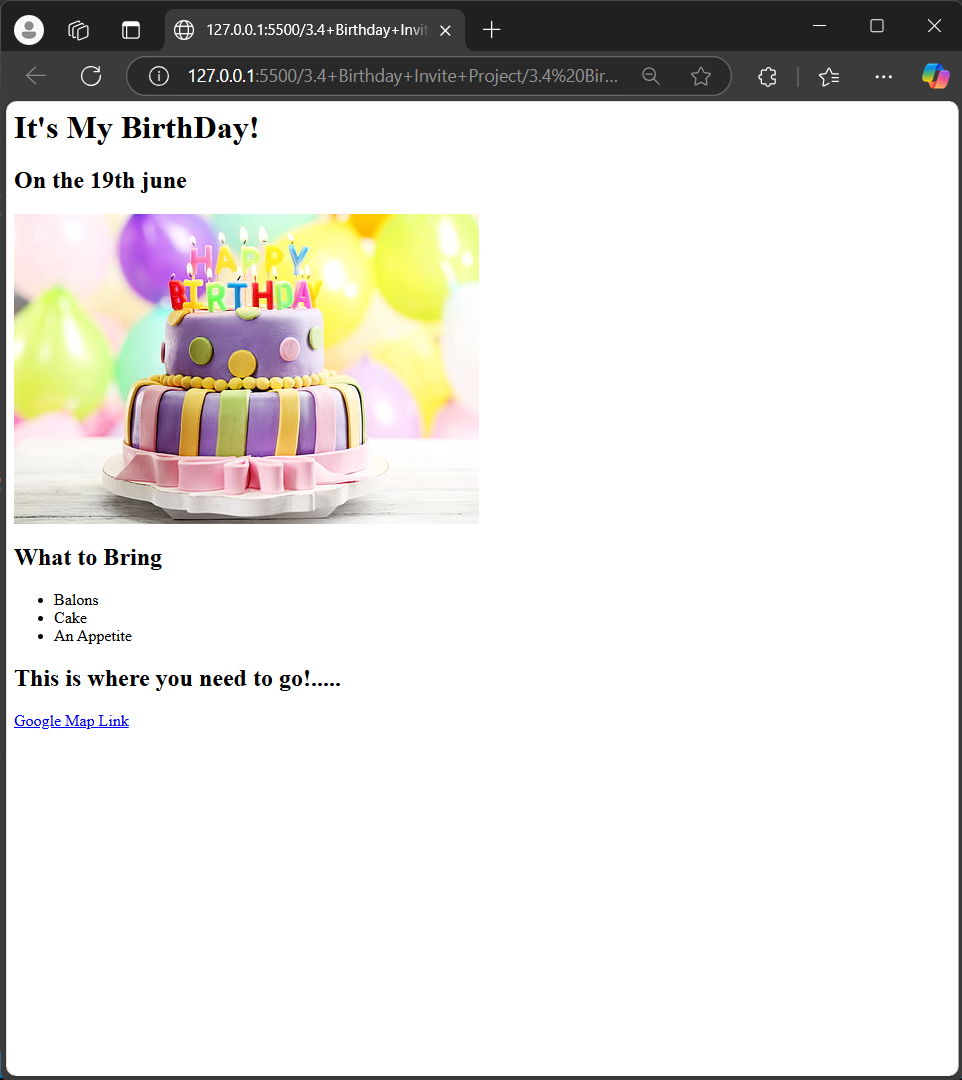 127.0.0.1:5500/3.4+Birthday+Invit
127.0.0.1:5500/3.4+Birthday+Invite+Project/3.4%20Bir...
It's My BirthDay!
On the 19th june
HAPPY
BIRTHDAY
What to Bring
Balons
Cake
An Appetite
This is where you need to go!.....
Google Map Link